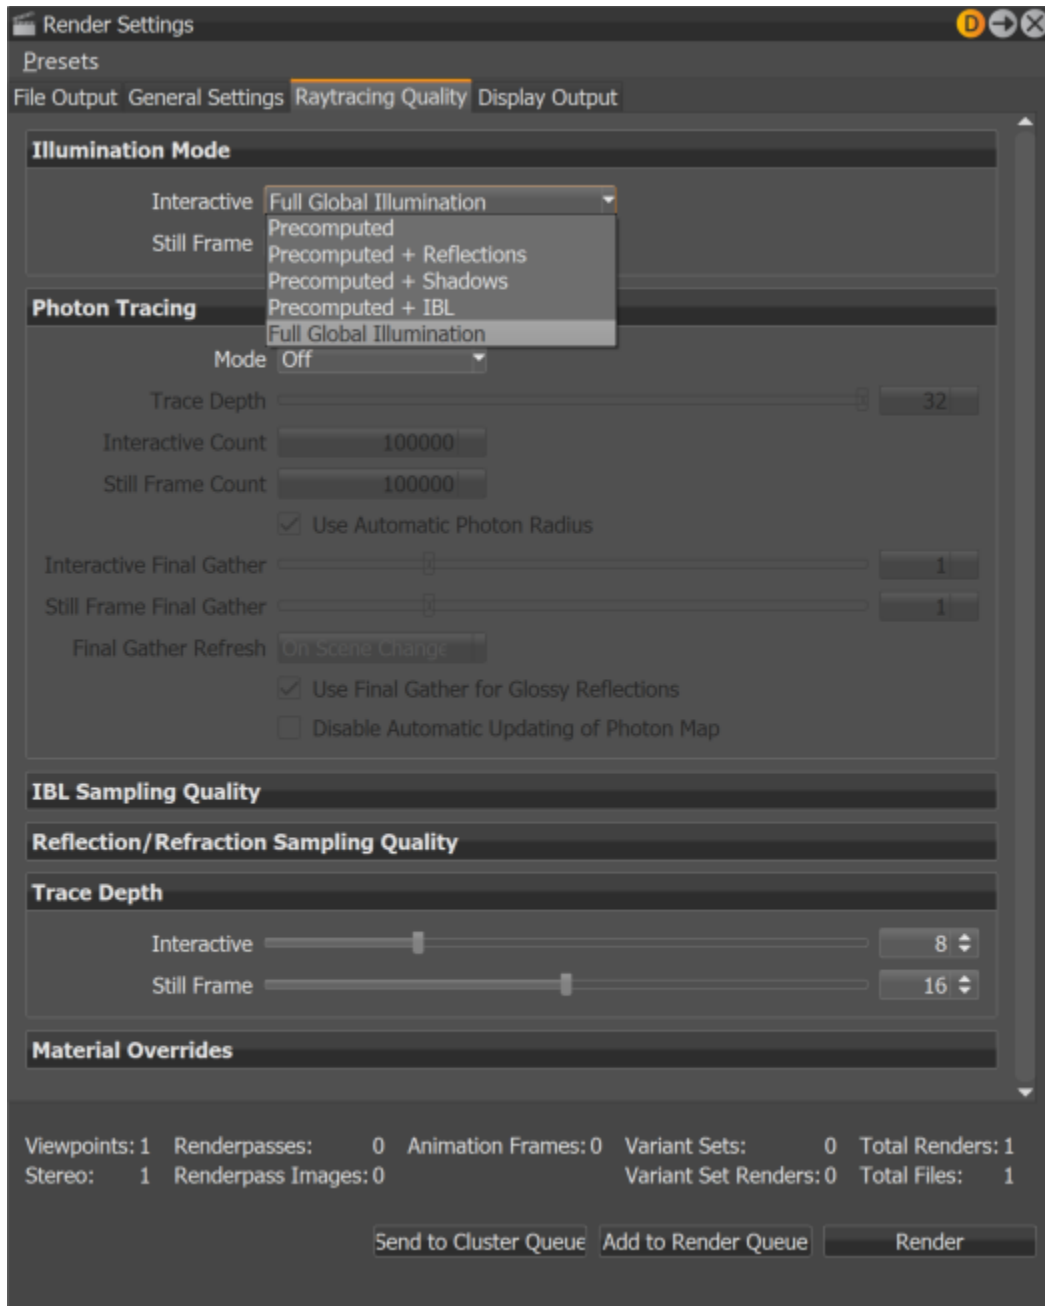 Render Settings D
Presets
File Output General Settings Raytracing Quality Display Output
Illumination Mode
Interactive Full Global Illumination
Precomputed
Still Frame
Precomputed + Reflections
Precomputed + Shadows
Precomputed + IBL
Full Global Illumination
Photon Tracing
Mode Off
Trace Depth 32
Interactive Count 100000
Still Frame Count 100000
Use Automatic Photon Radius
Interactive Final Gather 1
Still Frame Final Gather 1
Final Gather Refresh On Scene Change
Use Final Gather for Glossy Reflections
Disable Automatic Updating of Photon Map
IBL Sampling Quality
Reflection/Refraction Sampling Quality
Trace Depth
Interactive 8
Still Frame 16
Material Overrides
Viewpoints: 1 Renderpasses: 0 Animation Frames: 0 Variant Sets: 0 Total Renders: 1
Stereo: 1 Renderpass Images: 0 Variant Set Renders: 0 Total Files: 1
Send to Cluster Queue Add to Render Queue Render